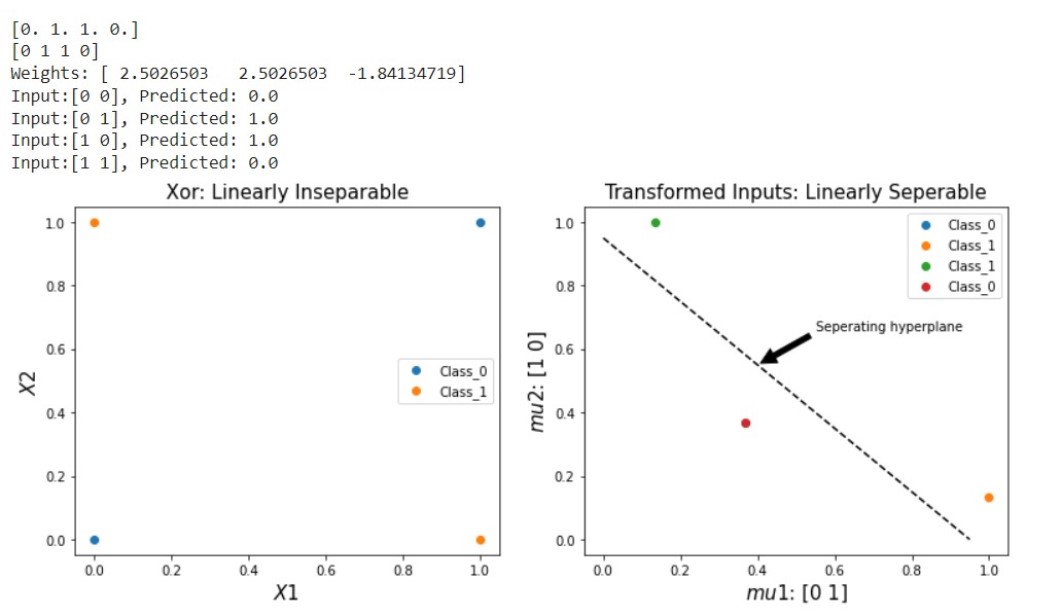 [0. 1. 1. 0.]
[0 1 1 0]
Weights: [ 2.5026503 2.5026503 -1.84134719]
Input:[0 0], Predicted: 0.0
Input:[0 1], Predicted: 1.0
Input:[1 0], Predicted: 1.0
Input:[1 1], Predicted: 0.0
Xor: Linearly Inseparable
1.0
0.8
0.6
0.4
0.2
0.0
X2
Class_0
Class_1
0.0 0.2 0.4 0.6 0.8 1.0
X1
Transformed Inputs: Linearly Seperable
1.0
0.8
0.6
0.4
0.2
0.0
mu2: [1 0]
Class_0
Class_1
Class_1
Class_0
Seperating hyperplane
0.0 0.2 0.4 0.6 0.8 1.0
mu1: [0 1]